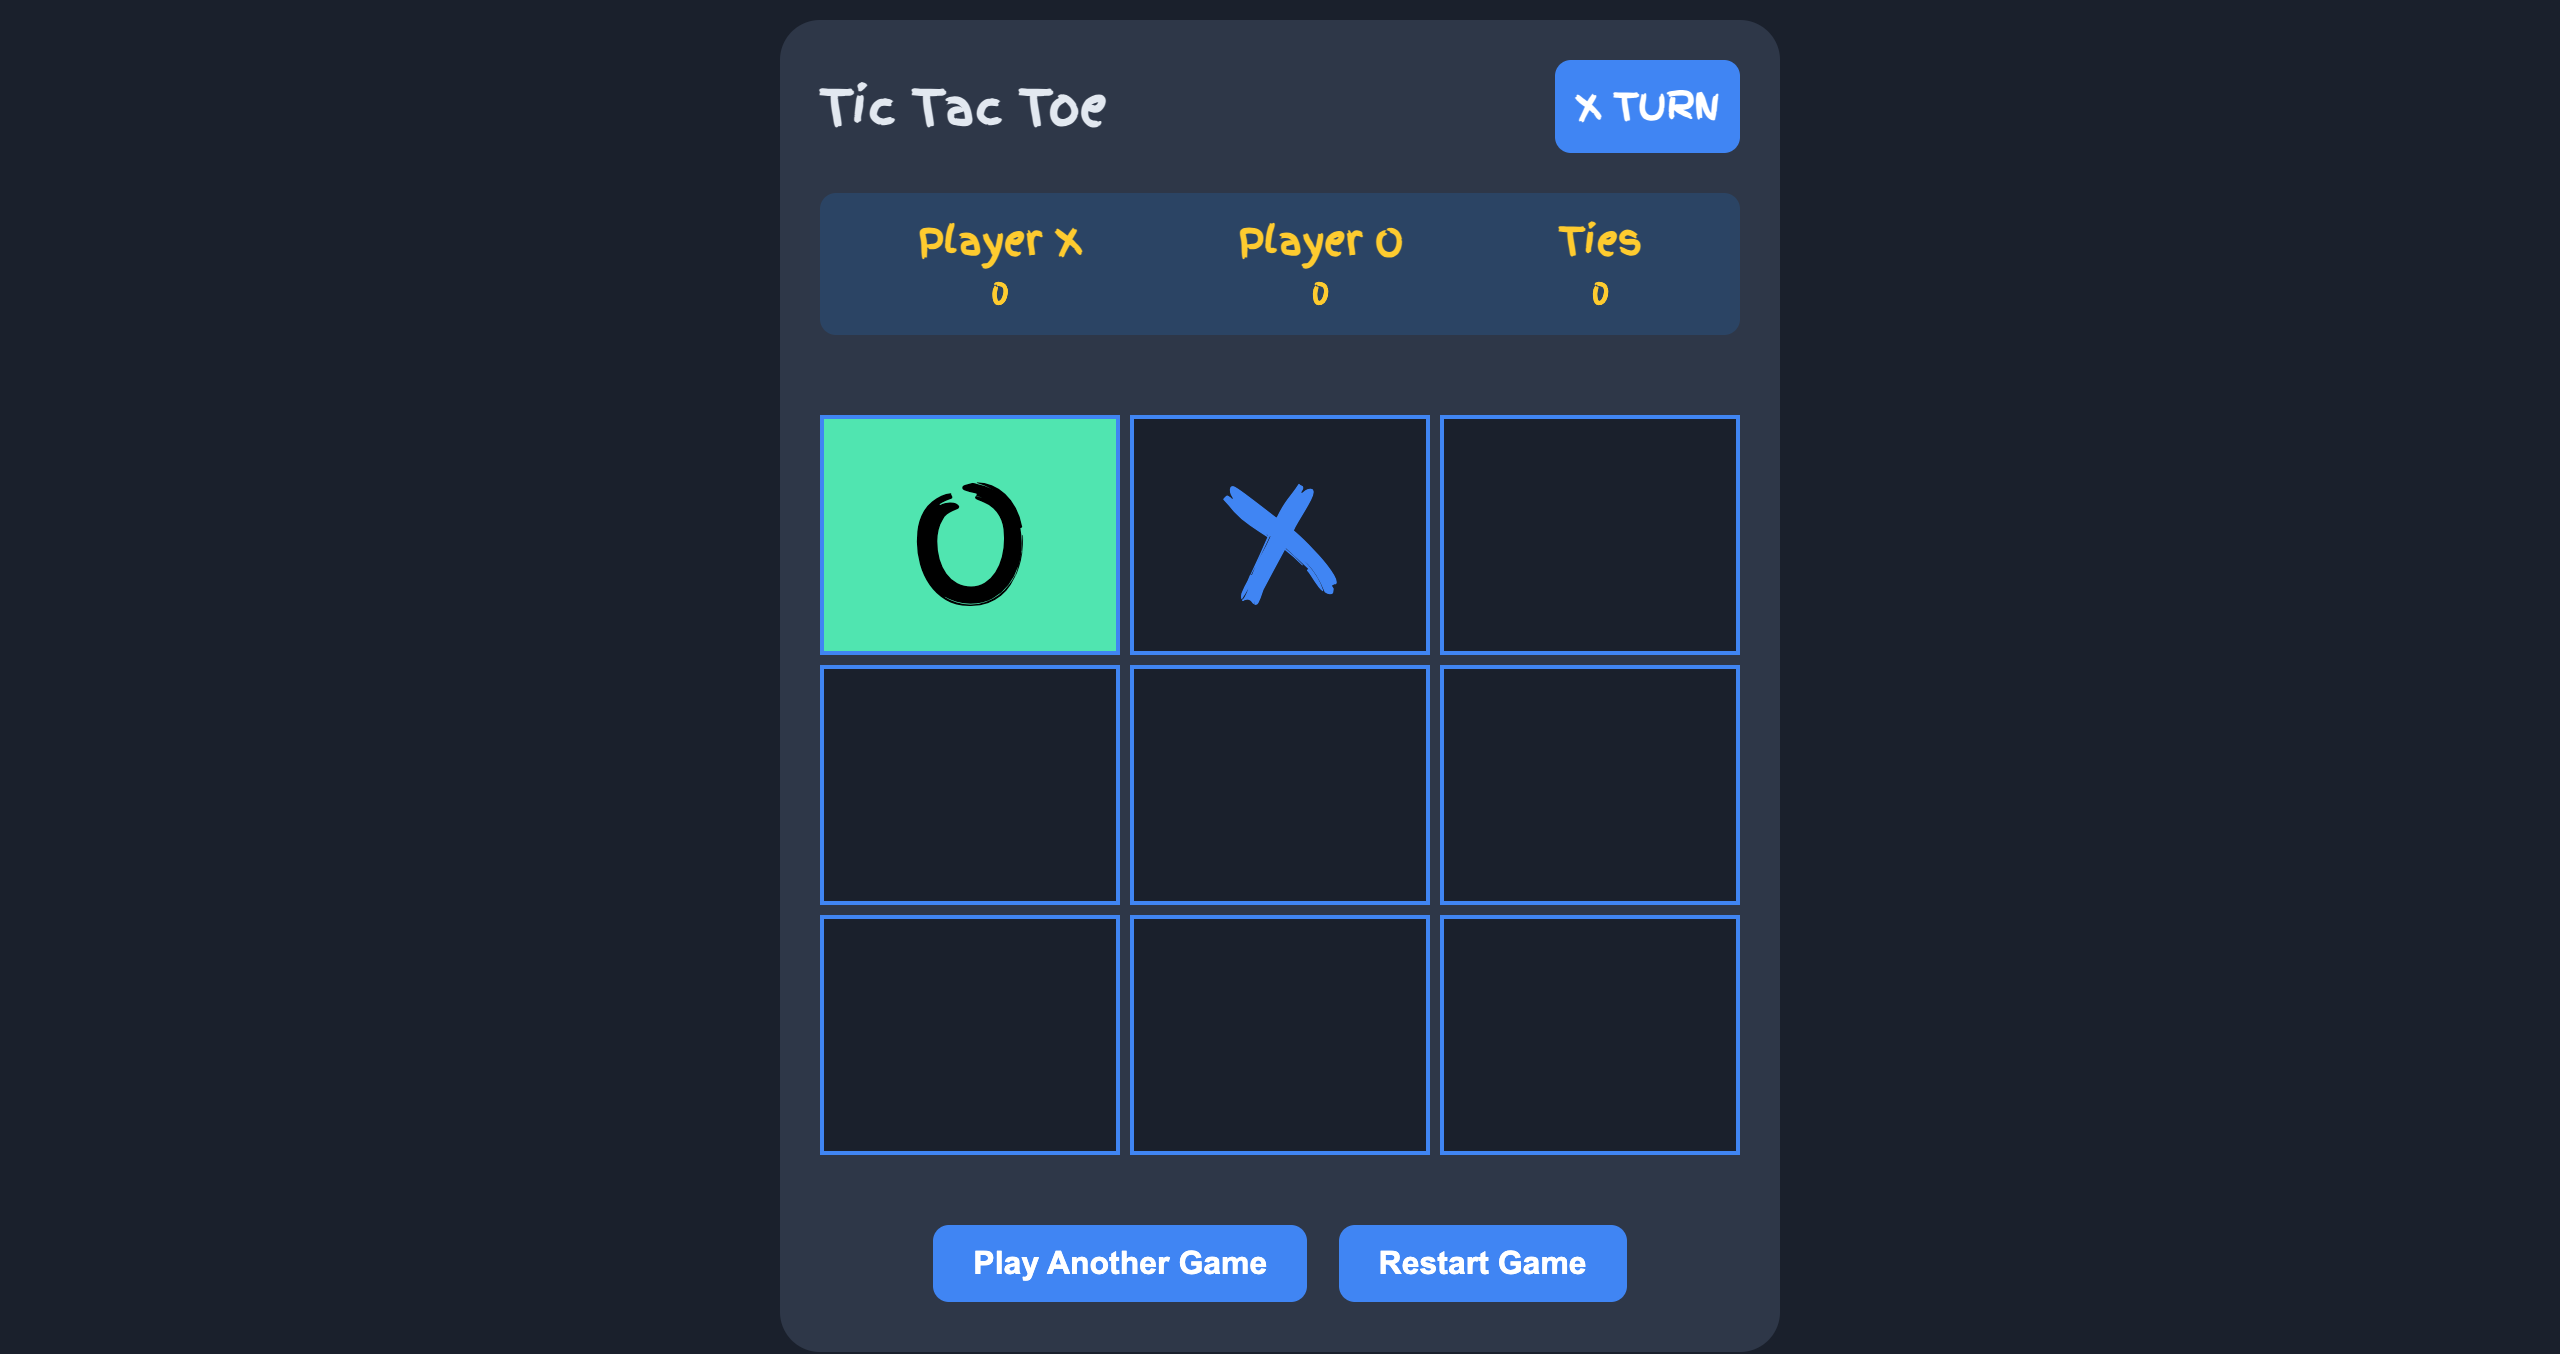 Tic Tac Toe
X TURN
Player X
Player O
Ties
0
0
0
O
X
Play Another Game
Restart Game